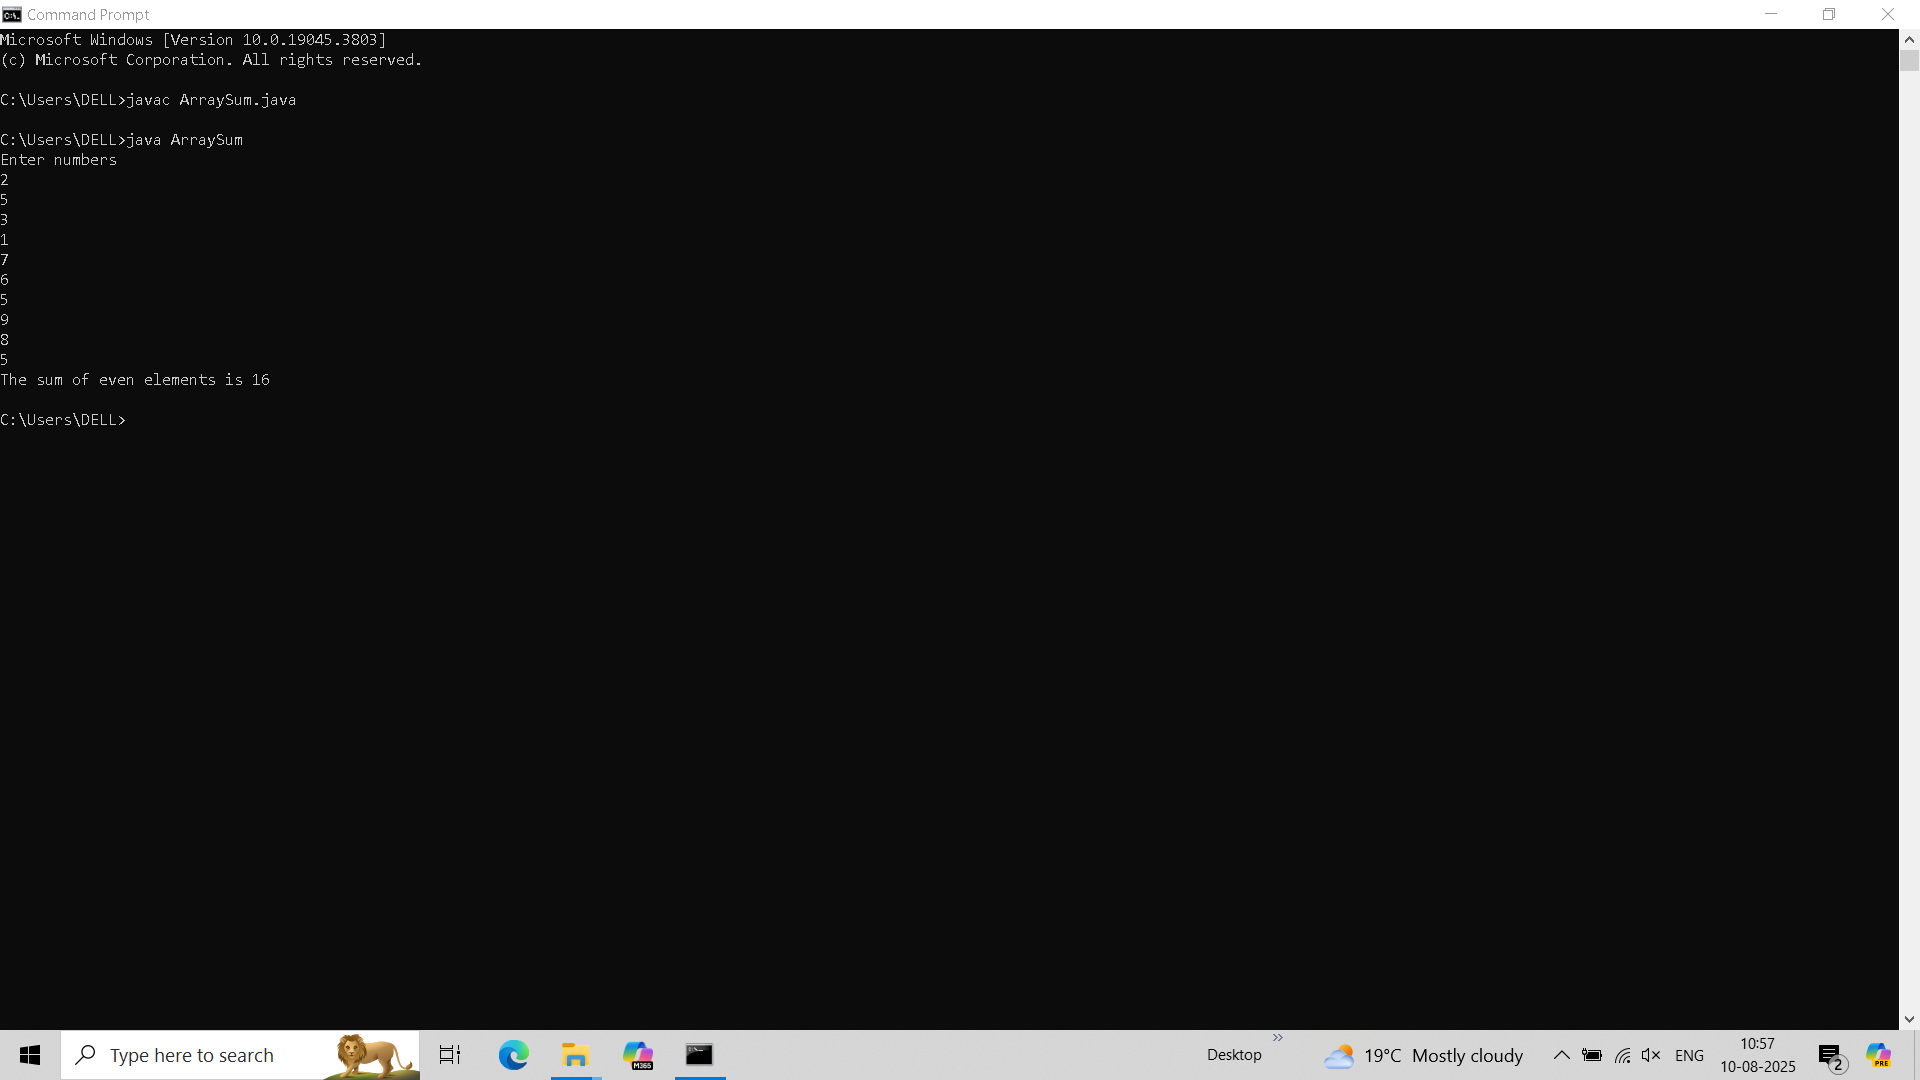 Command Prompt
Microsoft Windows [Version 10.0.19045.3803]
(c) Microsoft Corporation. All rights reserved.
C:\Users\DELL>javac ArraySum.java
C:\Users\DELL>java ArraySum
Enter numbers
2
5
3
1
7
6
5
9
8
5
The sum of even elements is 16
C:\Users\DELL>
Type here to search
M365
Desktop
19°C Mostly cloudy
ENG
10:57
10-08-2025
2
PRE